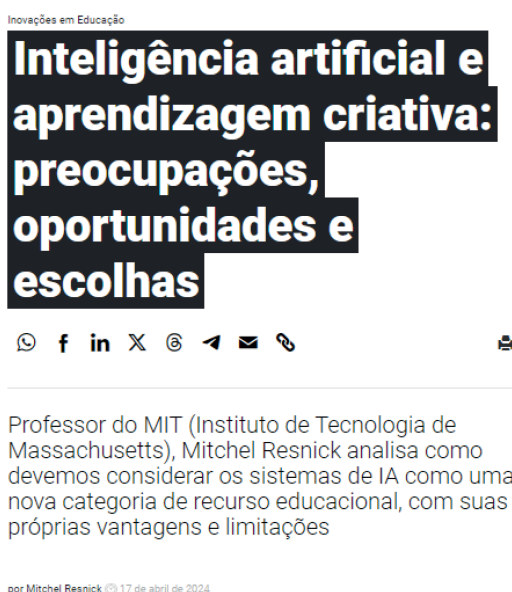 Inovações em Educação
Inteligência artificial e
aprendizagem criativa:
preocupações,
oportunidades e
escolhas
Professor do MIT (Instituto de Tecnologia de
Massachusetts), Mitchel Resnick analisa como
devemos considerar os sistemas de IA como uma
nova categoria de recurso educacional, com suas
próprias vantagens e limitações
por Mitchel Resnick 17 de abril de 2024